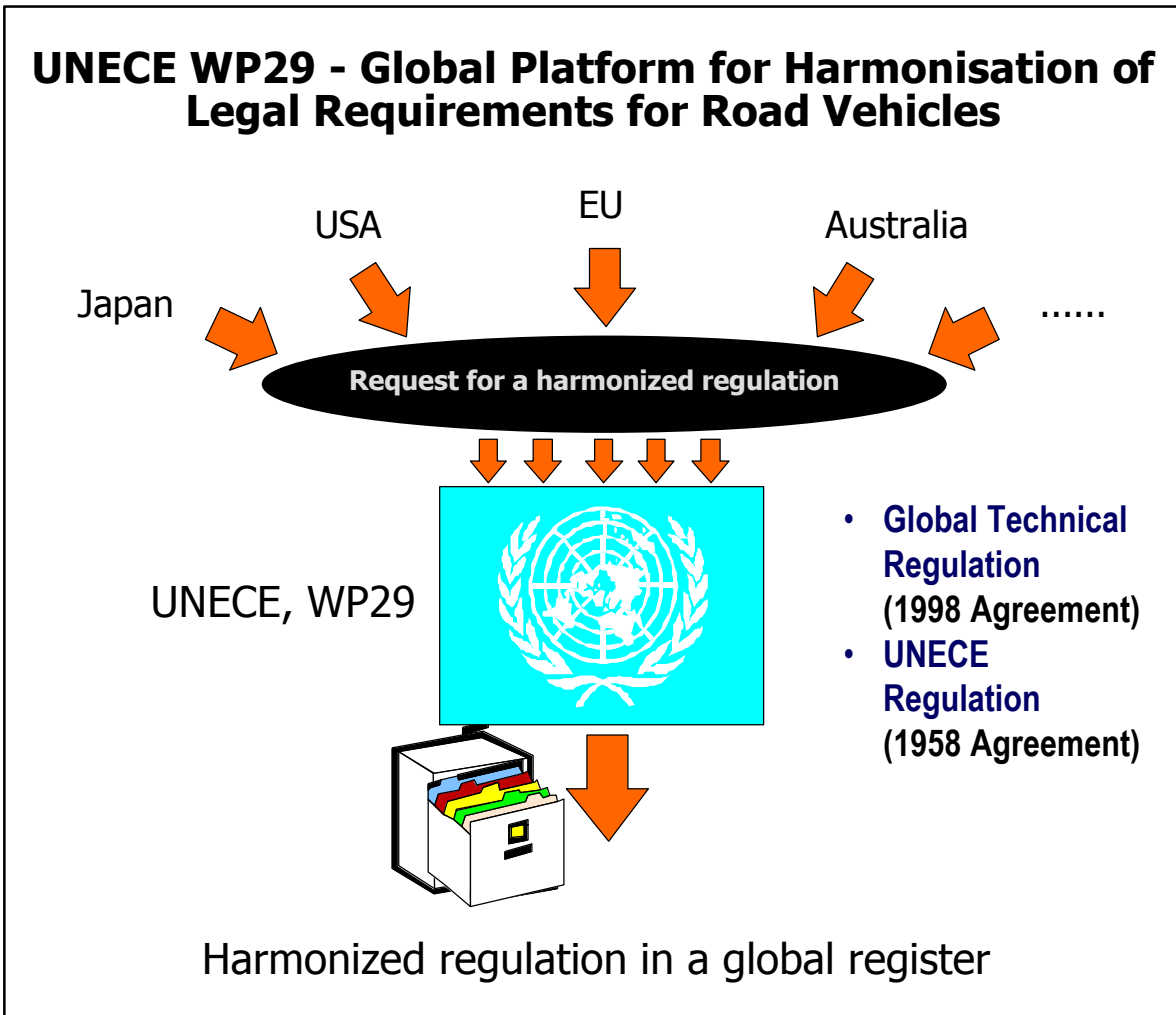 UNECE WP29 - Global Platform for Harmonisation of
Legal Requirements for Road Vehicles
EU
USA
Australia
Japan
......
Request for a harmonized regulation
• Global Technical
Regulation
(1998 Agreement)
• UNECE
Regulation
(1958 Agreement)
UNECE, WP29
Harmonized regulation in a global register